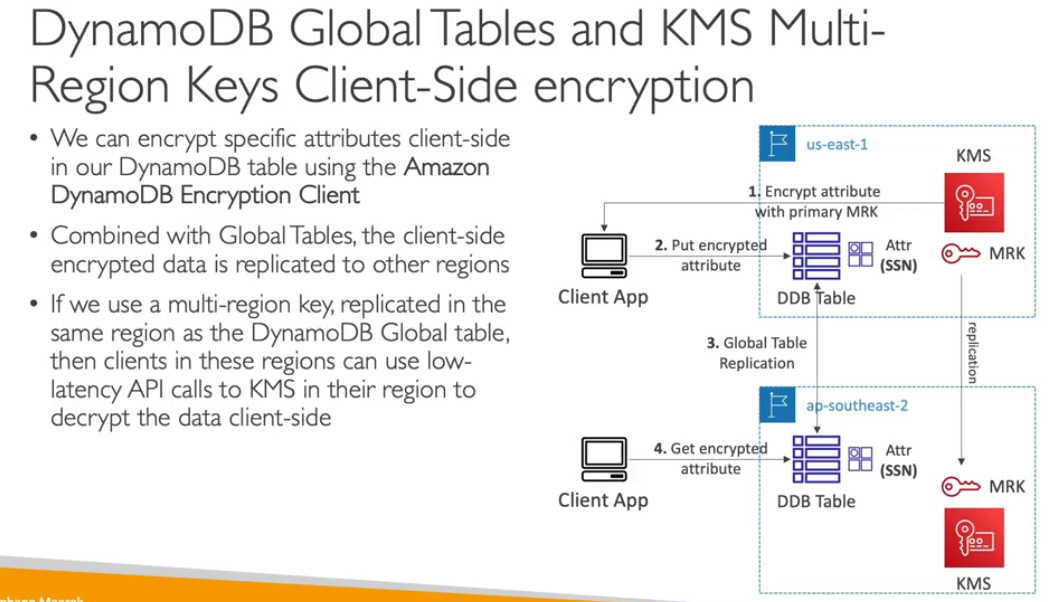 DynamoDB Global Tables and KMS Multi-
Region Keys Client-Side encryption
• We can encrypt specific attributes client-side
in our DynamoDB table using the Amazon
DynamoDB Encryption Client
• Combined with Global Tables, the client-side
encrypted data is replicated to other regions
• If we use a multi-region key, replicated in the
same region as the DynamoDB Global table,
then clients in these regions can use low-
latency API calls to KMS in their region to
decrypt the data client-side
us-east-1
KMS
1. Encrypt attribute
with primary MRK
MRK
2. Put encrypted
attribute
Attr
(SSN)
Client App
DDB Table
3. Global Table
Replication
replication
ap-southeast-2
4. Get encrypted
attribute
Attr
(SSN)
MRK
Client App
DDB Table
KMS
Maarek